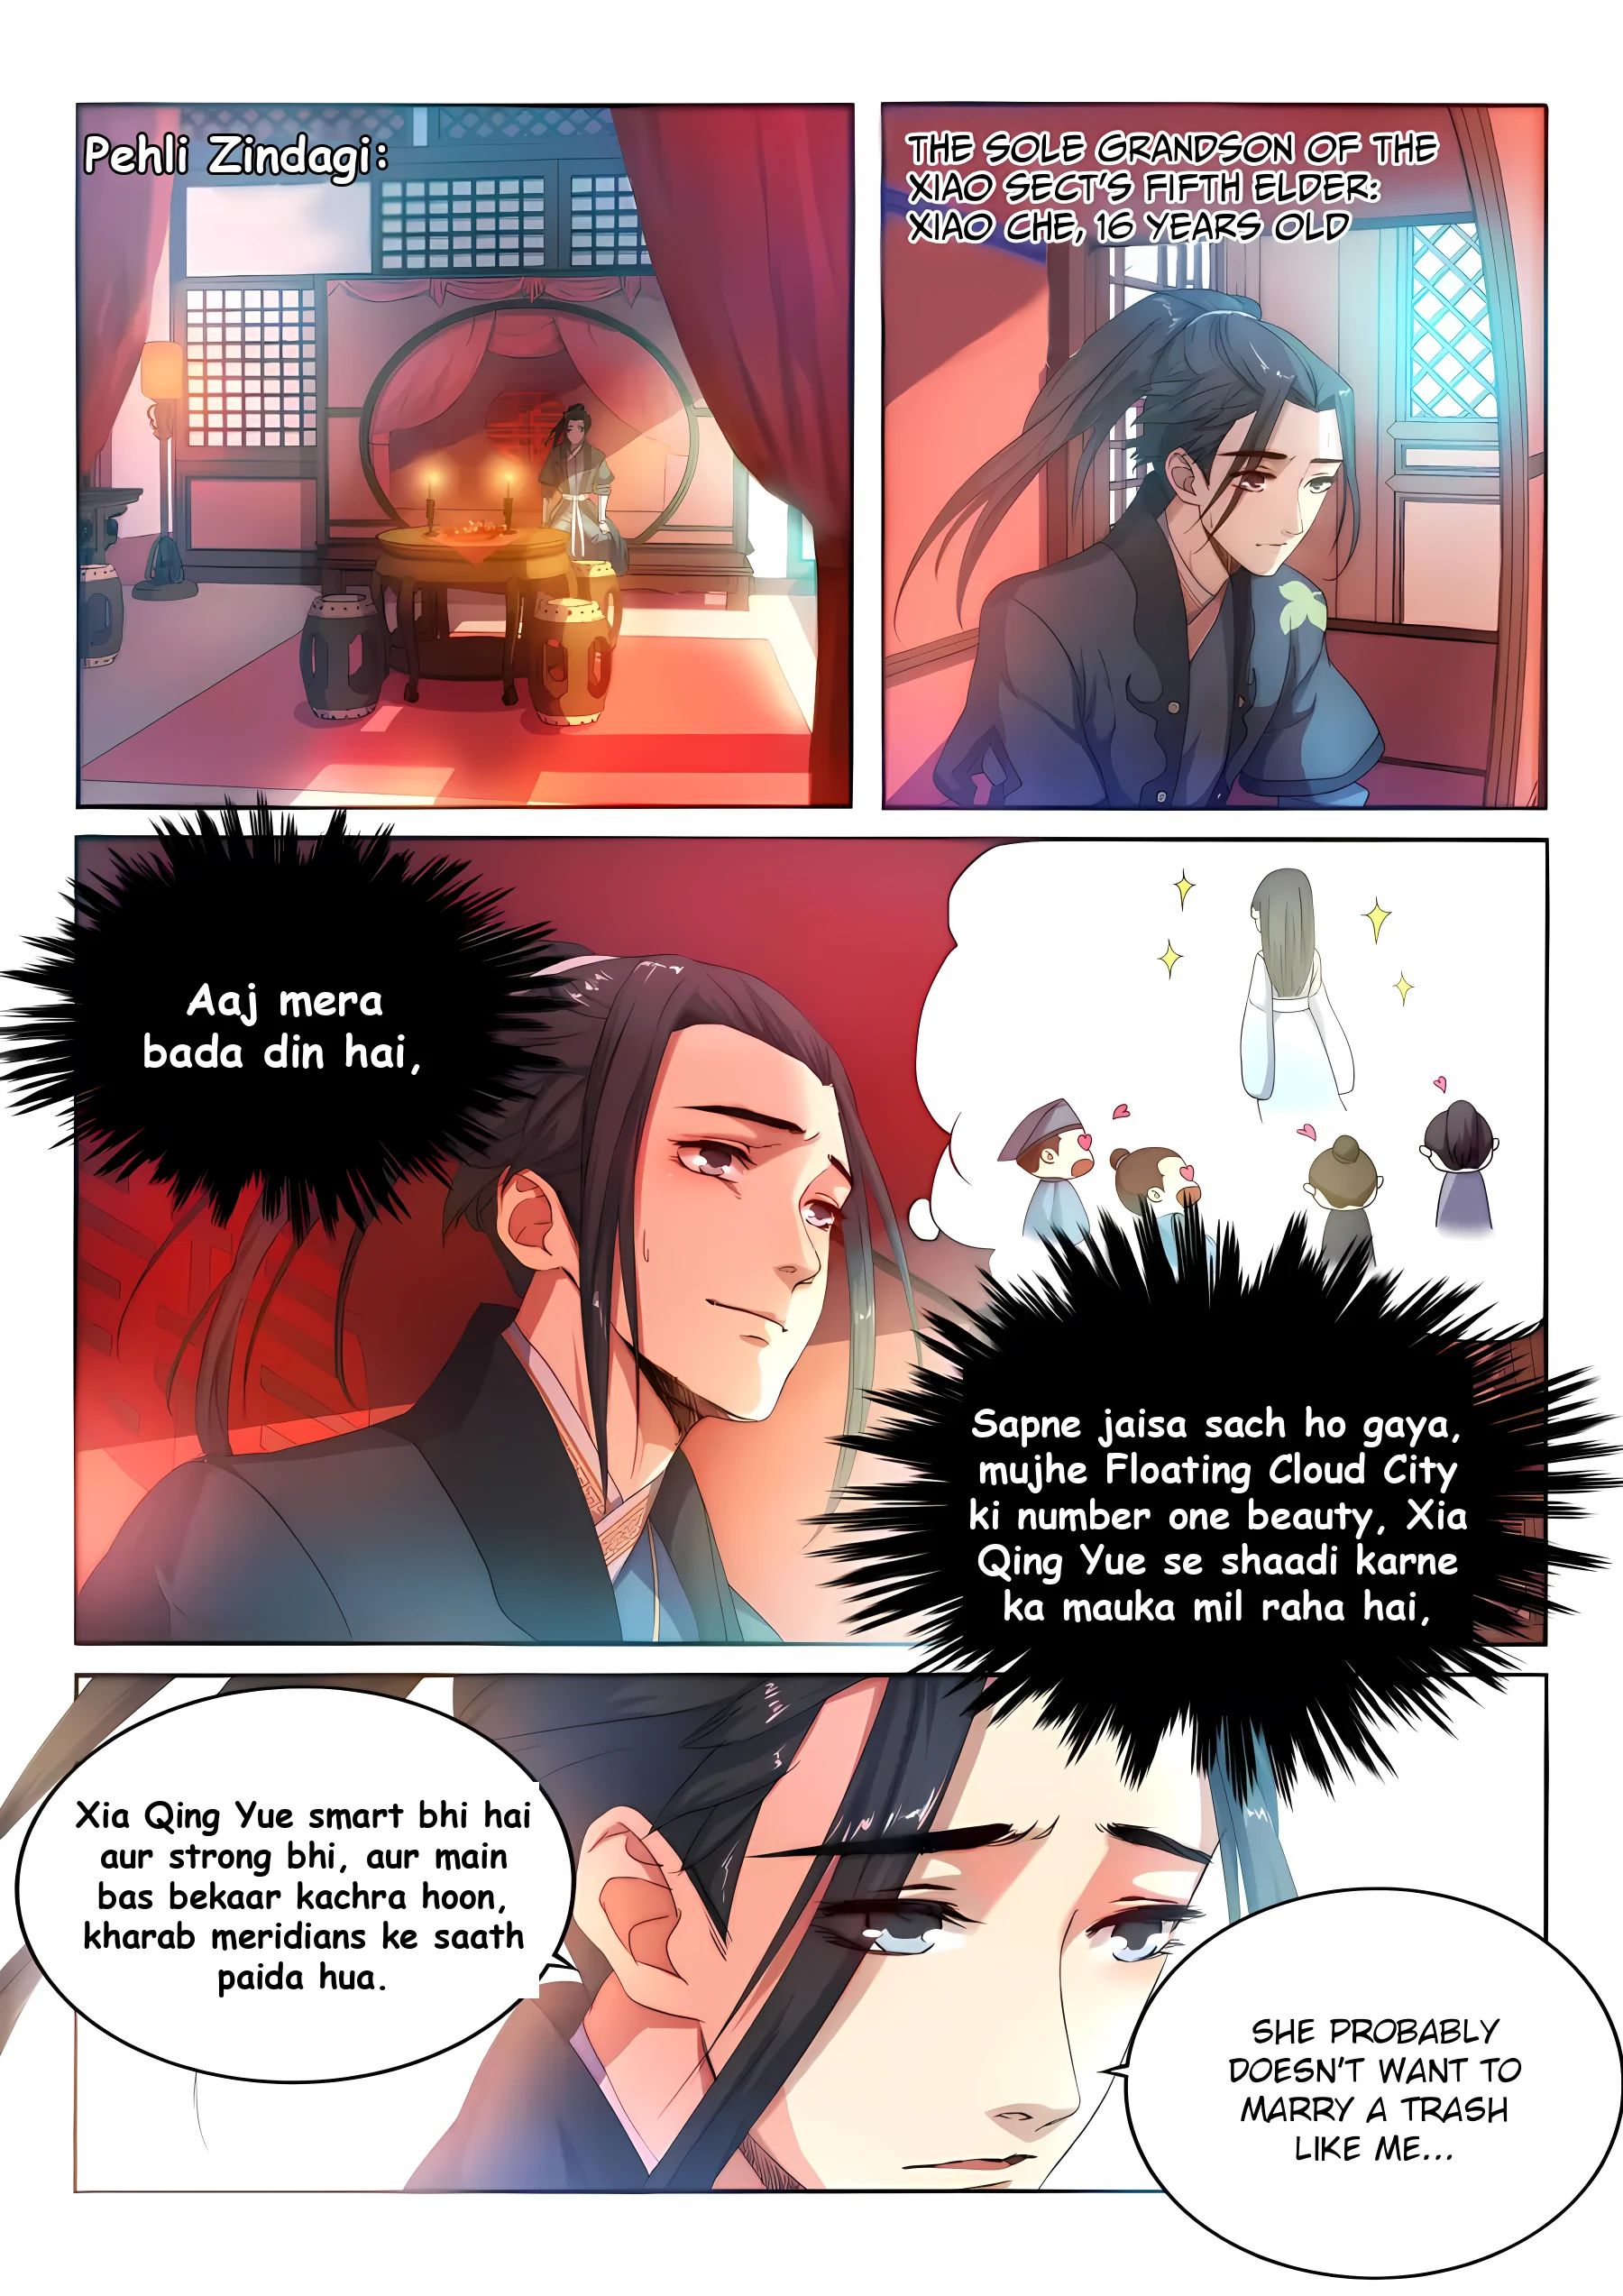 Pehli Zindagi:
THE SOLE GRANDSON OF THE
XIAO SECT'S FIFTH ELDER:
XIAO CHE, 16 YEARS OLD
Aaj mera
bada din hai,
Sapne jaisa sach ho gaya,
mujhe Floating Cloud City
ki number one beauty, Xia
Qing Yue se shaadi karne
ka mauka mil raha hai,
Xia Qing Yue smart bhi hai
aur strong bhi, aur main
bas bekaar kachra hoon,
kharab meridians ke saath
paida hua.
SHE PROBABLY
DOESN'T WANT TO
MARRY A TRASH
LIKE ME...